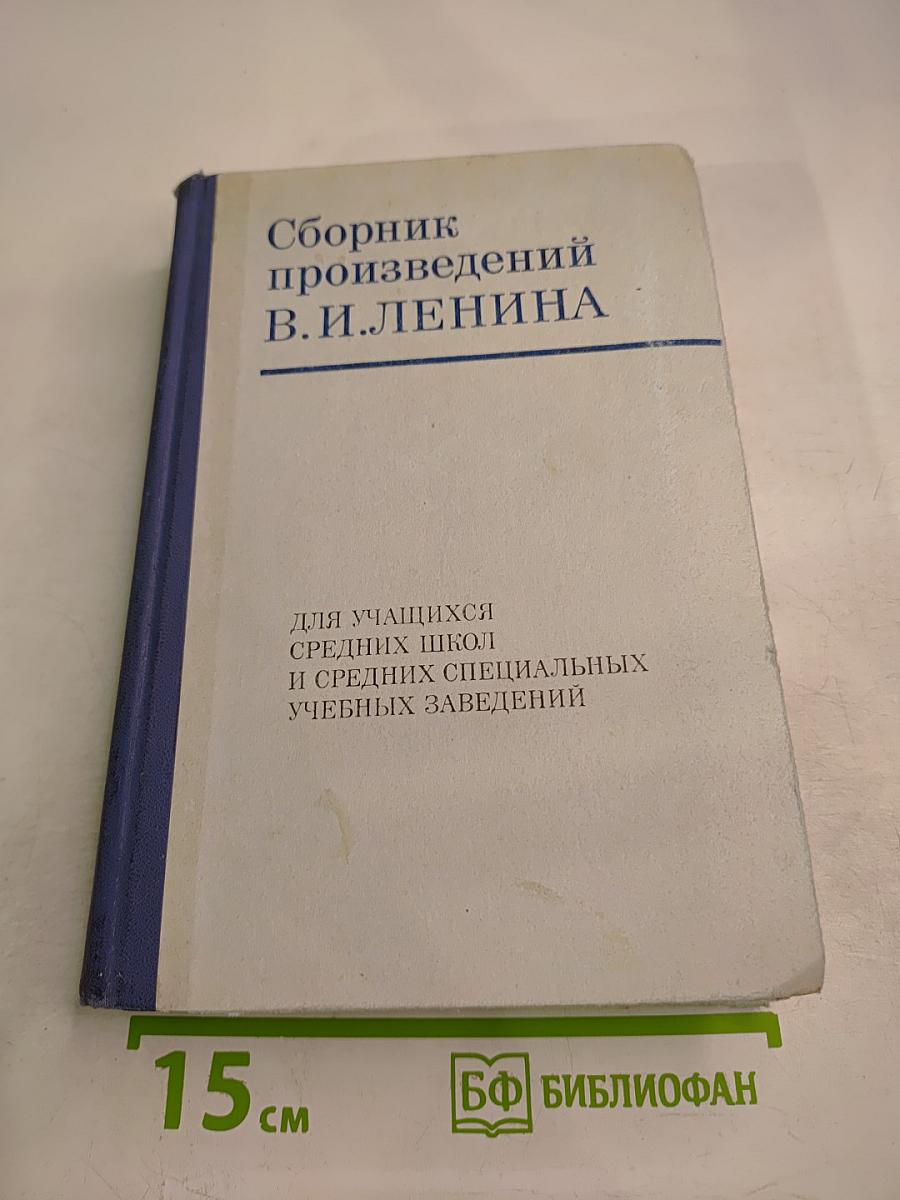 Сборник
произведений
В. И. ЛЕНИНА
ДЛЯ УЧАЩИХСЯ
СРЕДНИХ ШКОЛ
И СРЕДНИХ СПЕЦИАЛЬНЫХ
УЧЕБНЫХ ЗАВЕДЕНИЙ
15 см
БФ БИБЛИОФАН